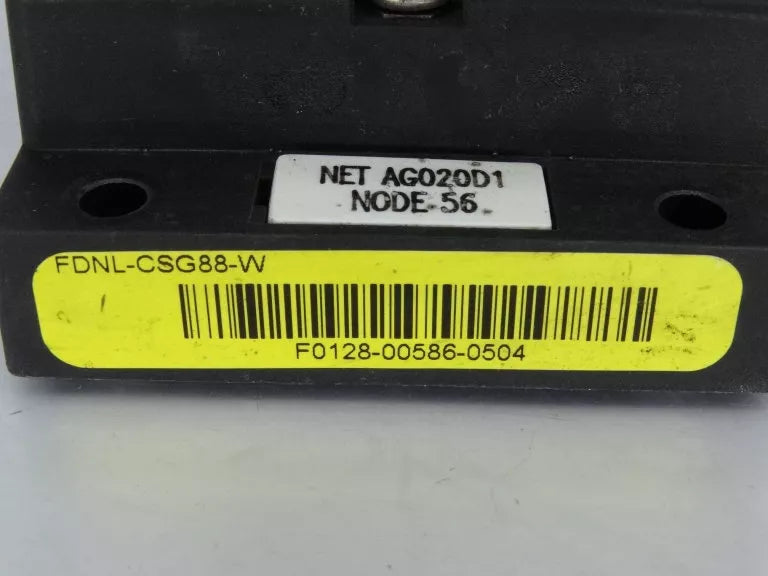 NET AG020D1
NODE 56
FDNL-CSG88-W
F0128-00586-0504